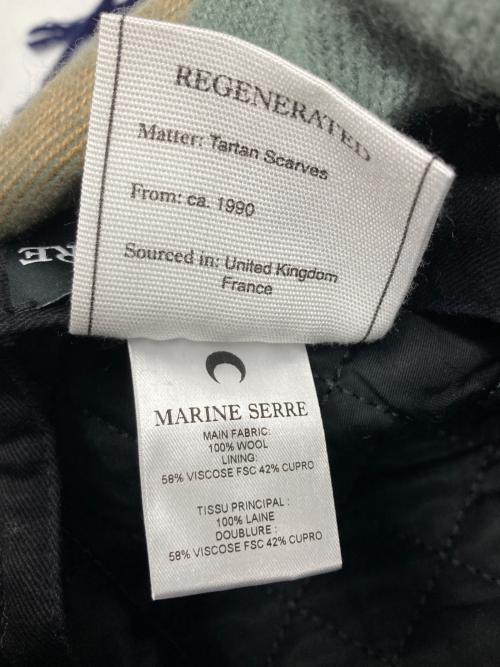 REGENERATED
Matter: Tartan Scarves
From: ca. 1990
Sourced in: United Kingdom
France
RE
MARINE SERRE
MAIN FABRIC:
100% WOOL
LINING:
58% VISCOSE FSC 42% CUPRO
TISSU PRINCIPAL :
100% LAINE
DOUBLURE :
58% VISCOSE FSC 42% CUPRO